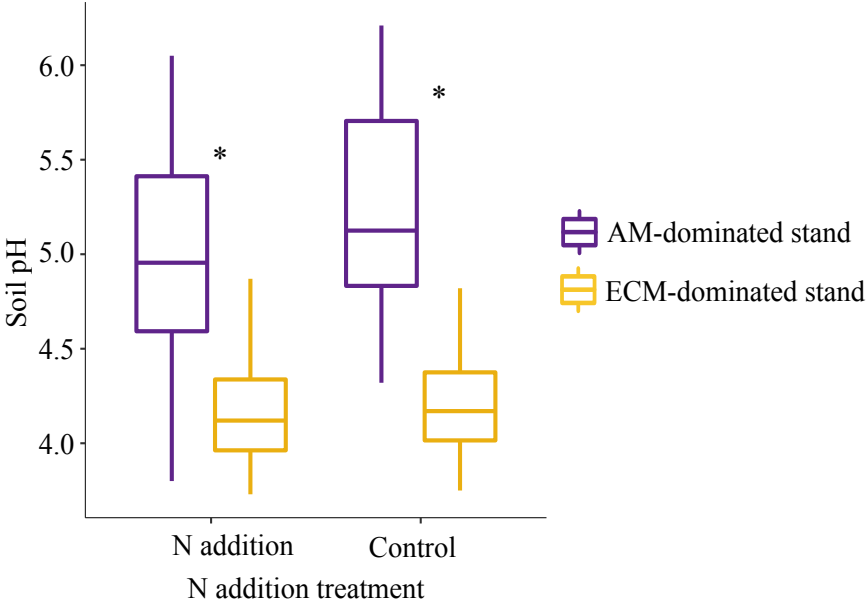 6.0
5.5
5.0
4.5
4.0
Soil pH
*
*
N addition
Control
N addition treatment
AM-dominated stand
ECM-dominated stand